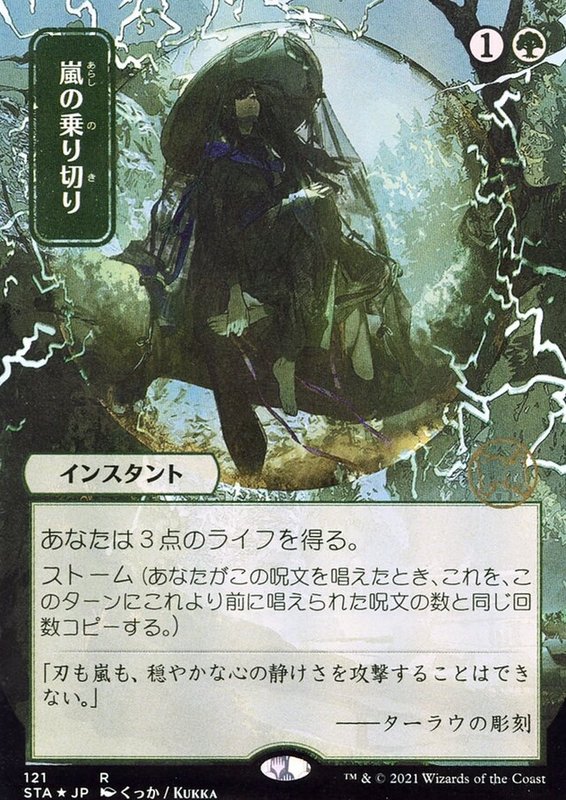 嵐の乗り切り
あらし の き
1
インスタント
あなたは3点のライフを得る。
ストーム(あなたがこの呪文を唱えたとき、これを、こ
のターンにこれより前に唱えられた呪文の数と同じ回
数コピーする。)
「刃も嵐も、穏やかな心の静けさを攻撃することはでき
ない。」
――ターラウの彫刻
121 R
STA ★ JP くっか / KUKKA
™ & © 2021 Wizards of the Coast